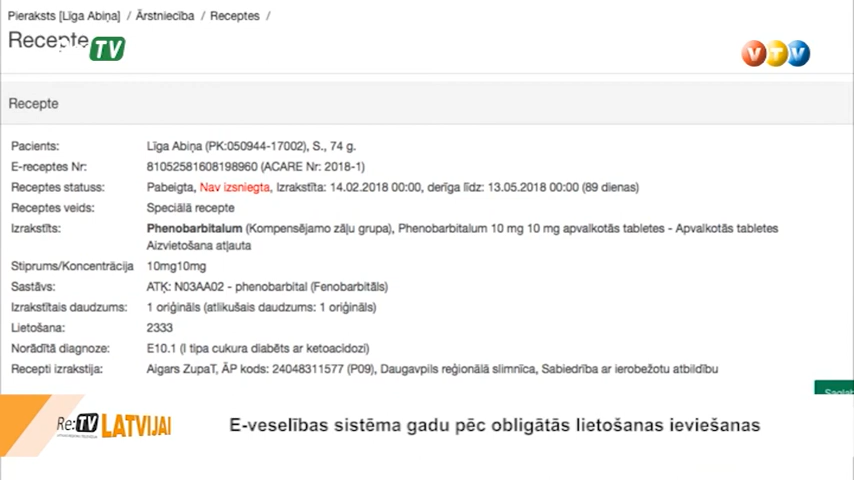 Pieraksts [Līga Abiņa] / Ārstniecība / Receptes /
Recepte
TV
VTV
Recepte
Pacients: Līga Abiņa (PK:050944-17002), S., 74 g.
E-receptes Nr: 81052581608198960 (ACARE Nr: 2018-1)
Receptes statuss: Pabeigta, Nav izsniegta, Izrakstīta: 14.02.2018 00:00, derīga līdz: 13.05.2018 00:00 (89 dienas)
Receptes veids: Speciālā recepte
Izrakstīts: Phenobarbitalum (Kompensējamo zāļu grupa), Phenobarbitalum 10 mg 10 mg apvalkotās tabletes - Apvalkotās tabletes
Aizvietošana atļauta
Stiprums/Koncentrācija 10mg10mg
Sastāvs: ATĶ: N03AA02 - phenobarbital (Fenobarbitāls)
Izrakstītais daudzums: 1 oriģināls (atlikušais daudzums: 1 oriģināls)
Lietošana: 2333
Norādītā diagnoze: E10.1 (I tipa cukura diabēts ar ketoacidozi)
Recepti izrakstīja: Aigars ZupaT, ĀP kods: 24048311577 (P09), Daugavpils reģionālā slimnīca, Sabiedrība ar ierobežotu atbildību
Re:TV LATVIJAI
E-veselības sistēma gadu pēc obligātās lietošanas ieviešanas